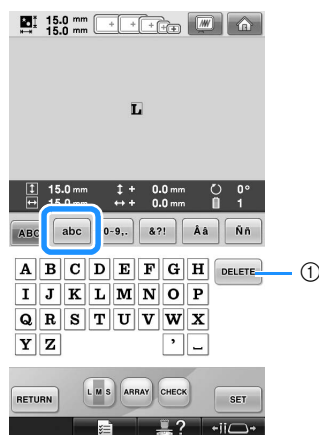 15.0 mm
15.0 mm
L
15.0 mm + 0.0 mm 0°
15.0 mm + 0.0 mm 1
ABC abc 0-9,. &?! Âä Ññ
A B C D E F G H DELETE ①
I J K L M N O P
Q R S T U V W X
Y Z , _
RETURN L M S ARRAY CHECK SET
?